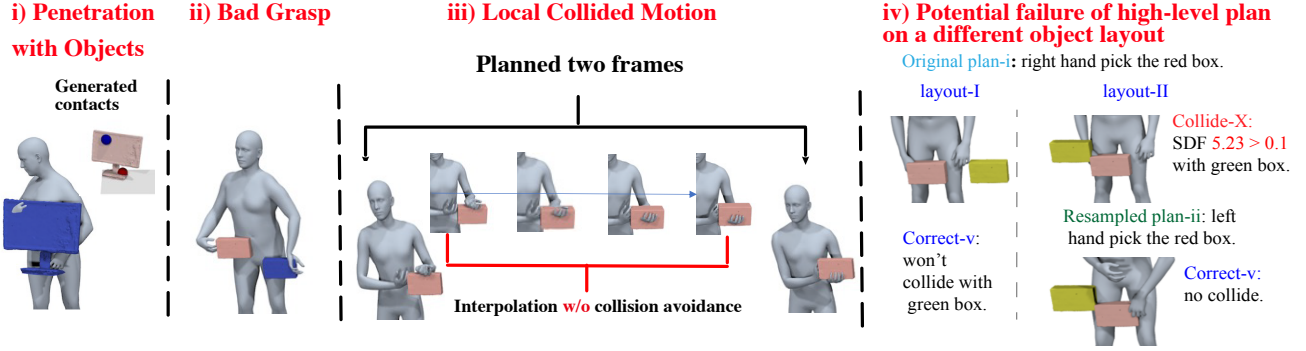 i) Penetration
with Objects
Generated
contacts
ii) Bad Grasp
iii) Local Collided Motion
Planned two frames
Interpolation w/o collision avoidance
iv) Potential failure of high-level plan
on a different object layout
Original plan-i: right hand pick the red box.
layout-I
Correct-v:
won't
collide with
green box.
layout-II
Collide-X:
SDF 5.23 > 0.1
with green box.
Resampled plan-ii: left
hand pick the red box.
Correct-v:
no collide.